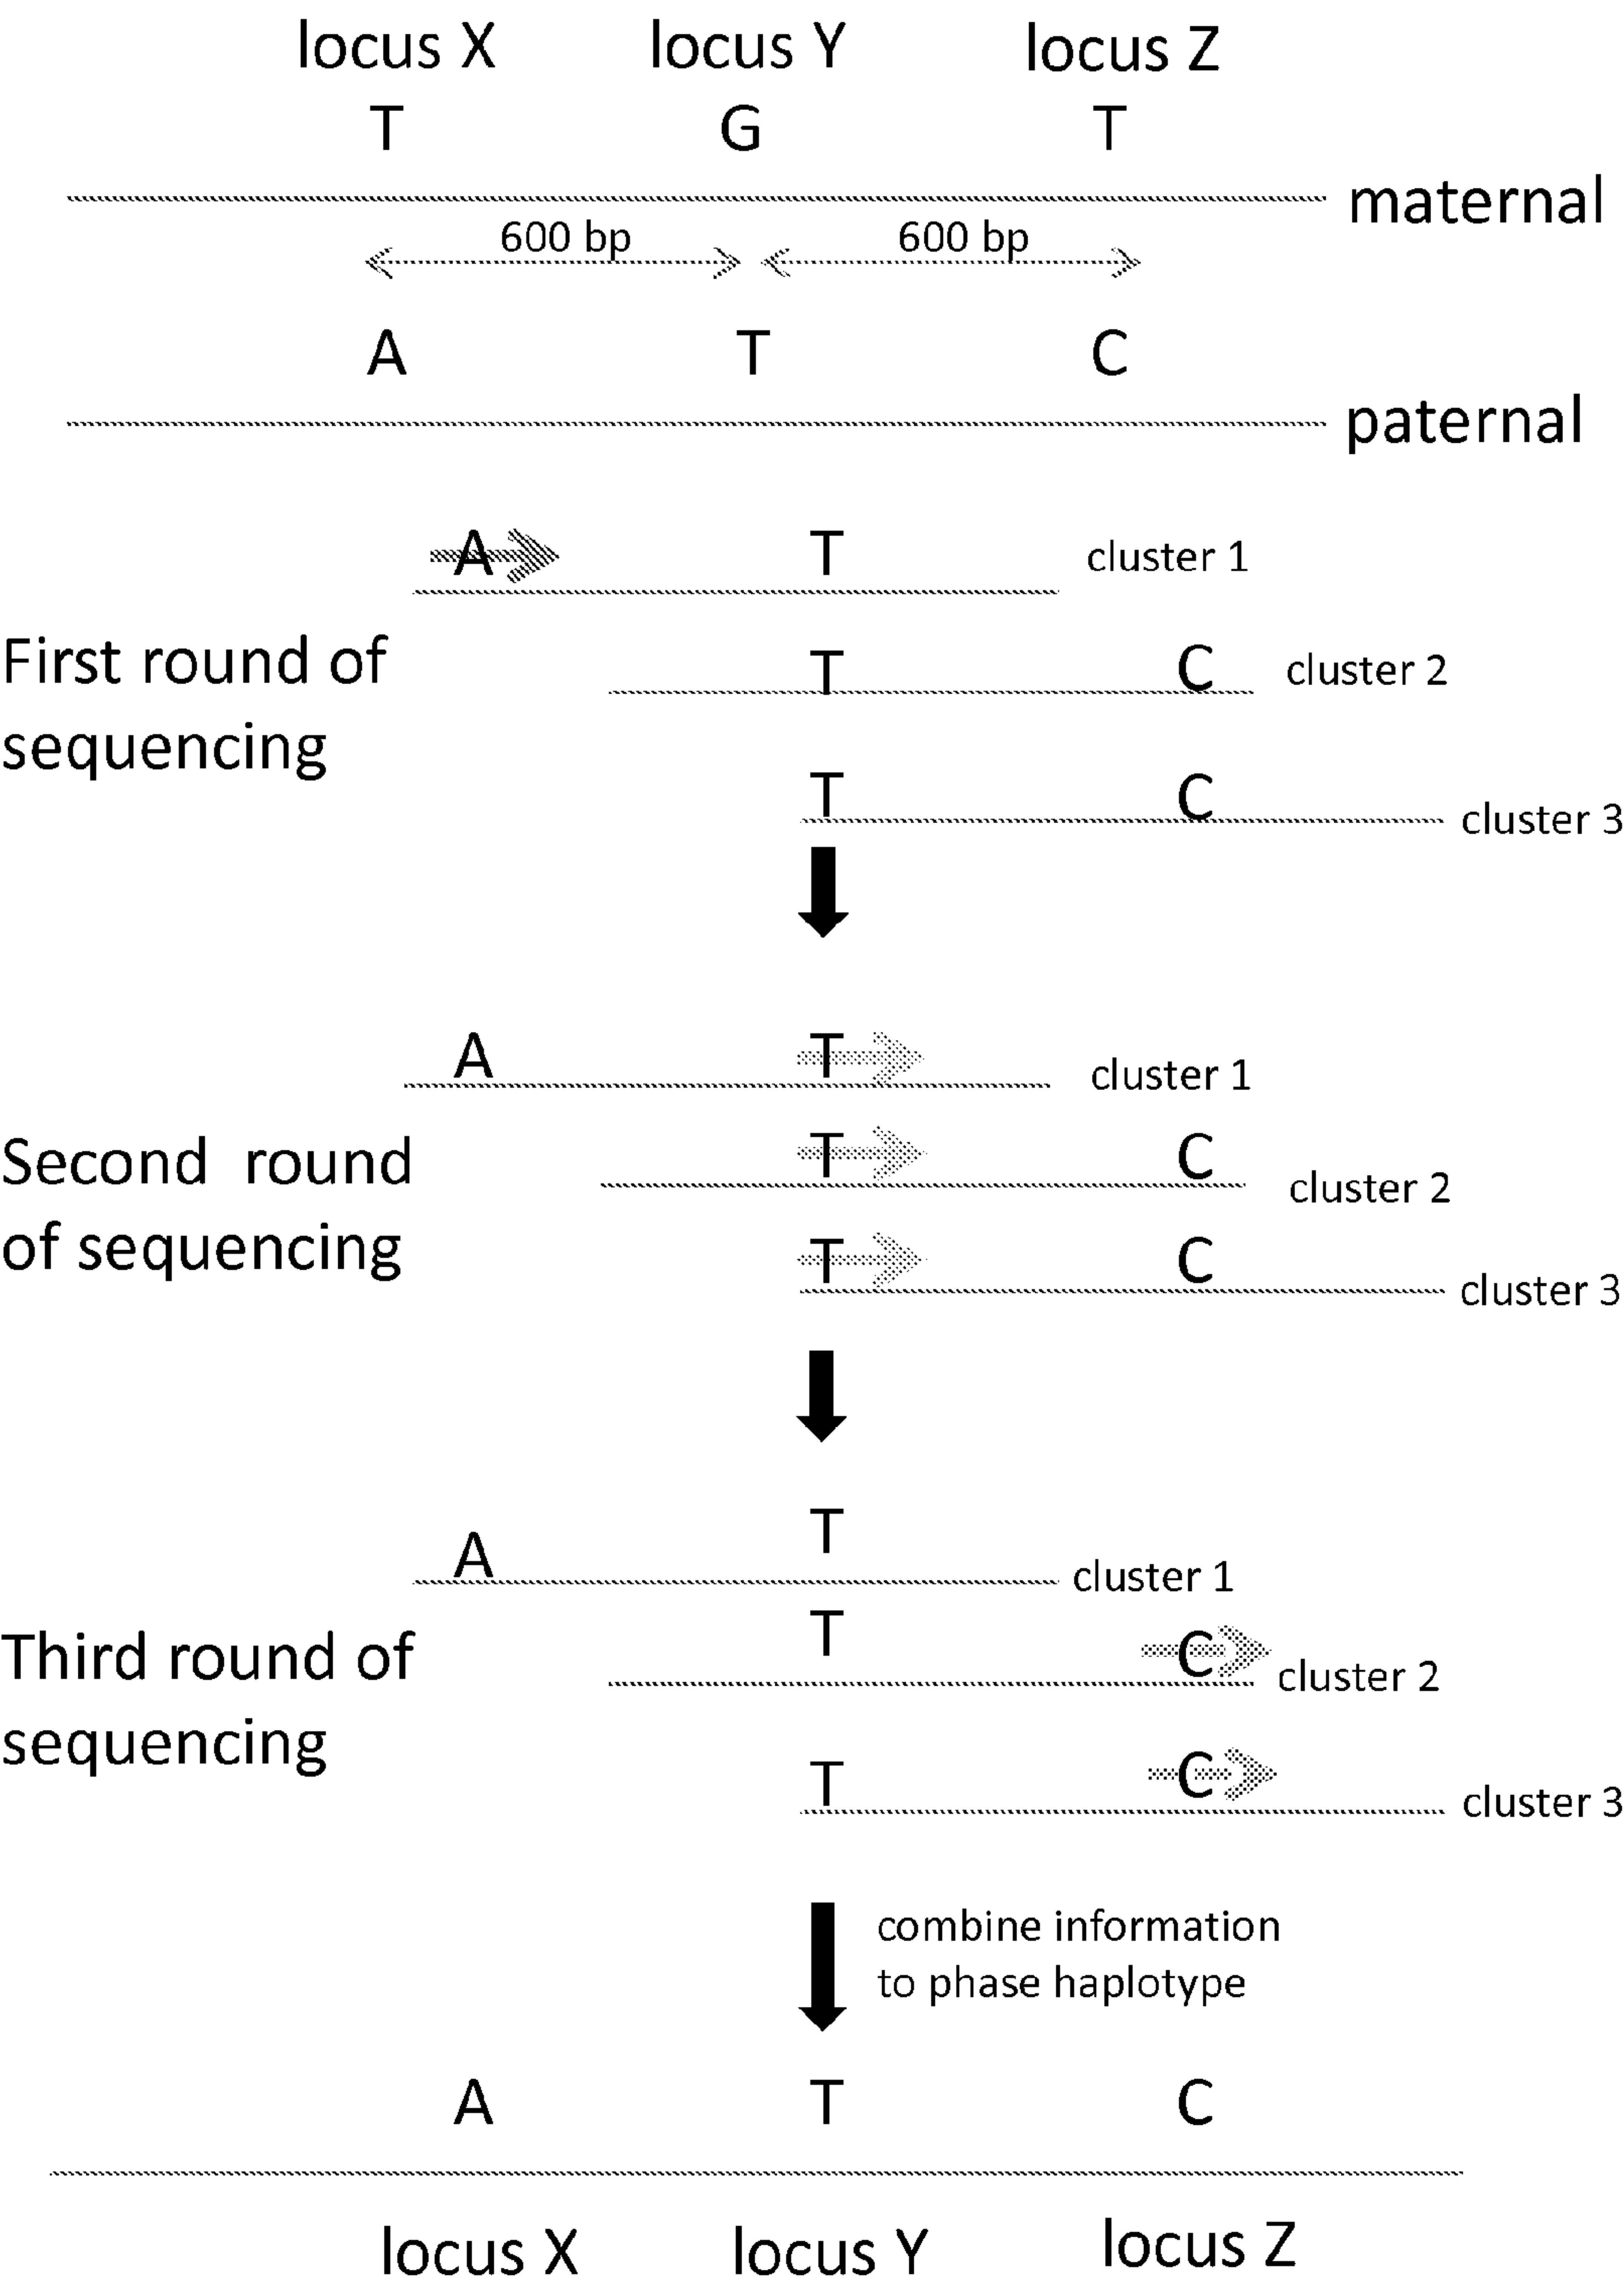 locus X locus Y locus Z
T G T
maternal
600 bp 600 bp
A T C
paternal
A T cluster 1
First round of
sequencing
T C cluster 2
T C cluster 3
A T cluster 1
Second round
of sequencing
T C cluster 2
T C cluster 3
A T cluster 1
Third round of
sequencing
T C cluster 2
T C cluster 3
combine information
to phase haplotype
A T C
locus X locus Y locus Z